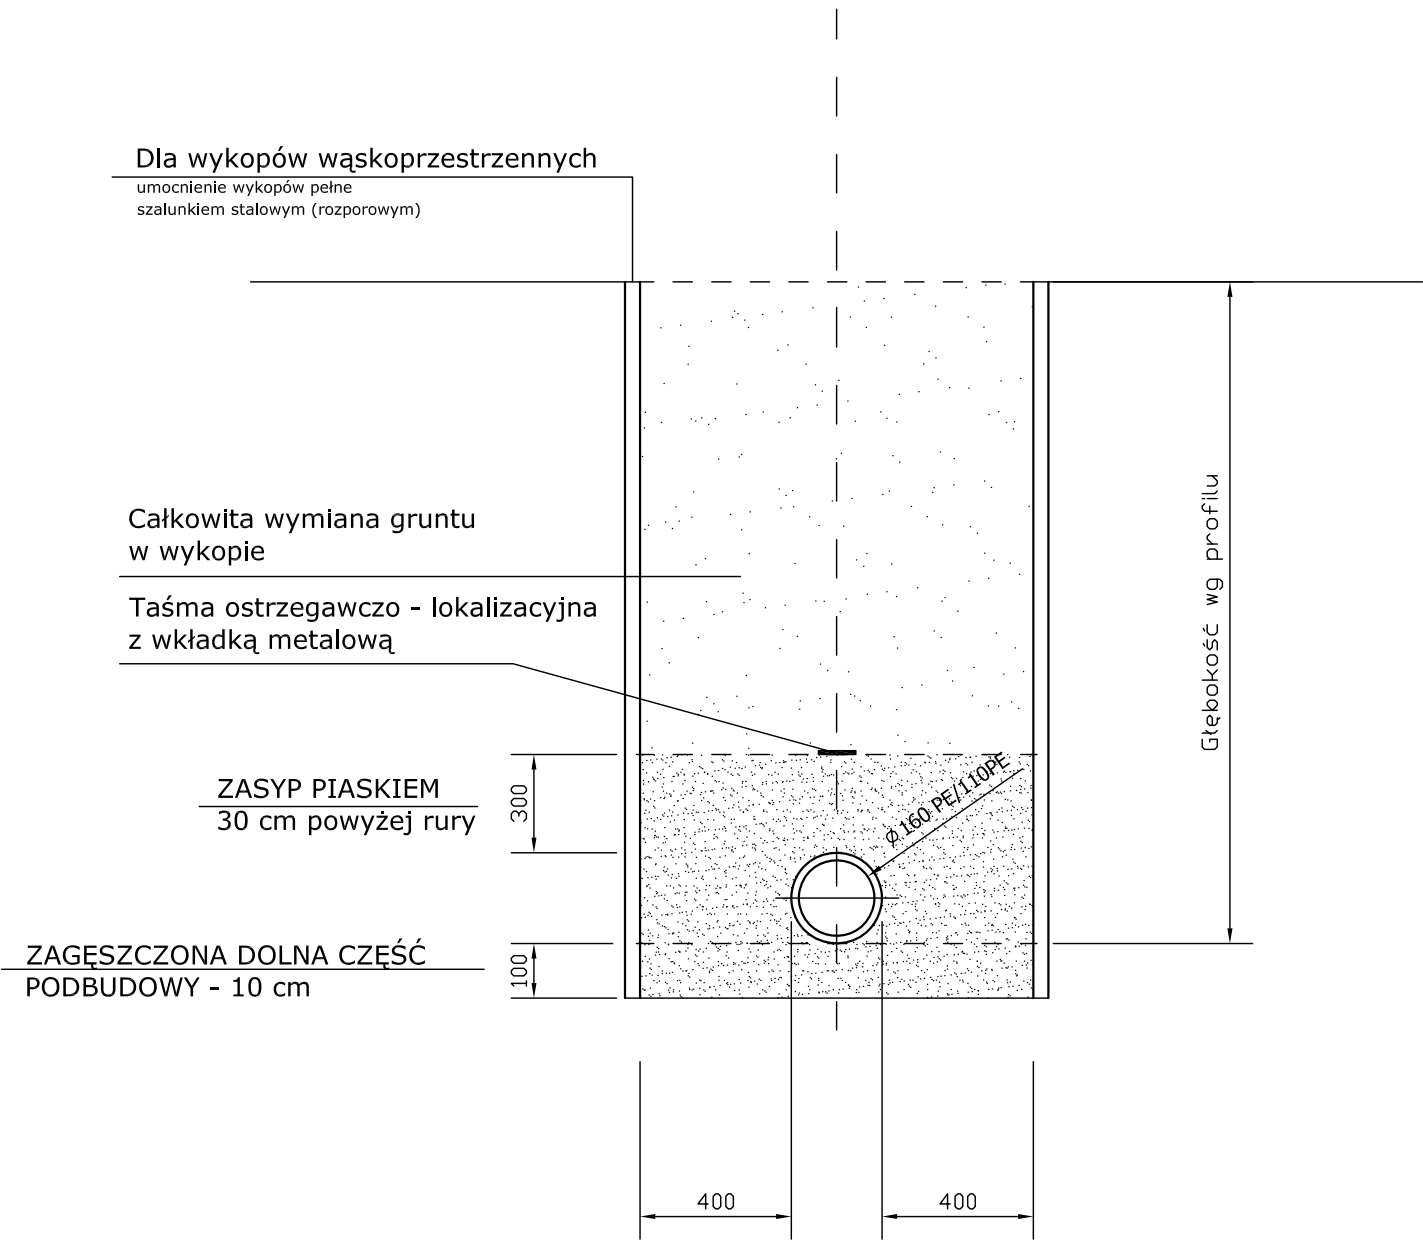 Dla wykopów wąskoprzestrzennych
umocnienie wykopów pełne
szalunkiem stalowym (rozporowym)
Całkowita wymiana gruntu
w wykopie
Taśma ostrzegawczo - lokalizacyjna
z wkładką metalową
Głębokość wg profilu
ZASYP PIASKIEM
30 cm powyżej rury
300
Ø160 PE/110PE
ZAGĘSZCZONA DOLNA CZĘŚĆ
PODBUDOWY - 10 cm
100
400
400